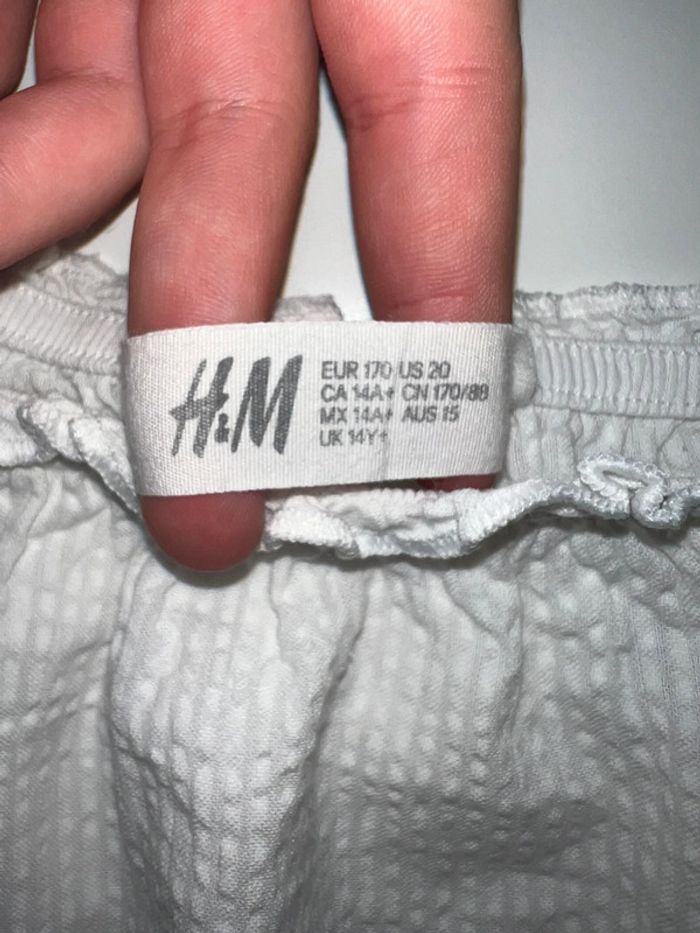 H&M
EUR 170 US 20
CA 14A+ CN 170/88
MX 14A+ AUS 15
UK 14Y+